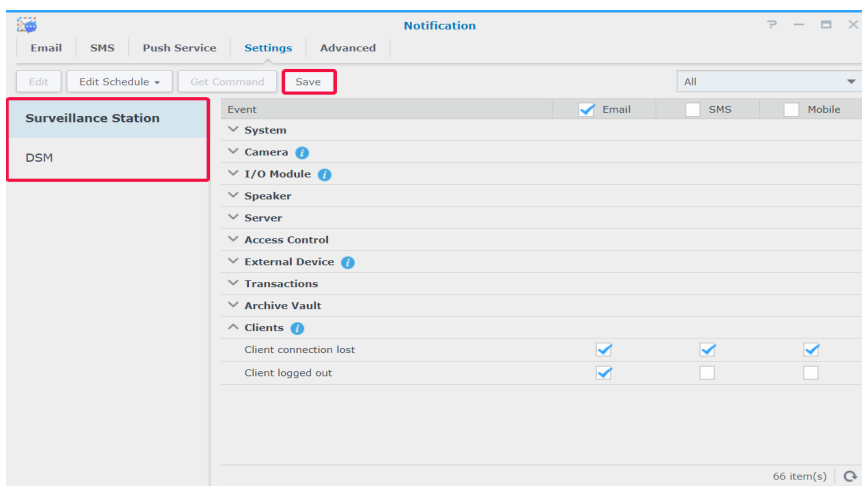 Notification
Email SMS Push Service Settings Advanced
Edit Edit Schedule Get Command Save All
Surveillance Station
DSM
Event Email SMS Mobile
System
Camera
I/O Module
Speaker
Server
Access Control
External Device
Transactions
Archive Vault
Clients
Client connection lost
Client logged out
66 item(s)